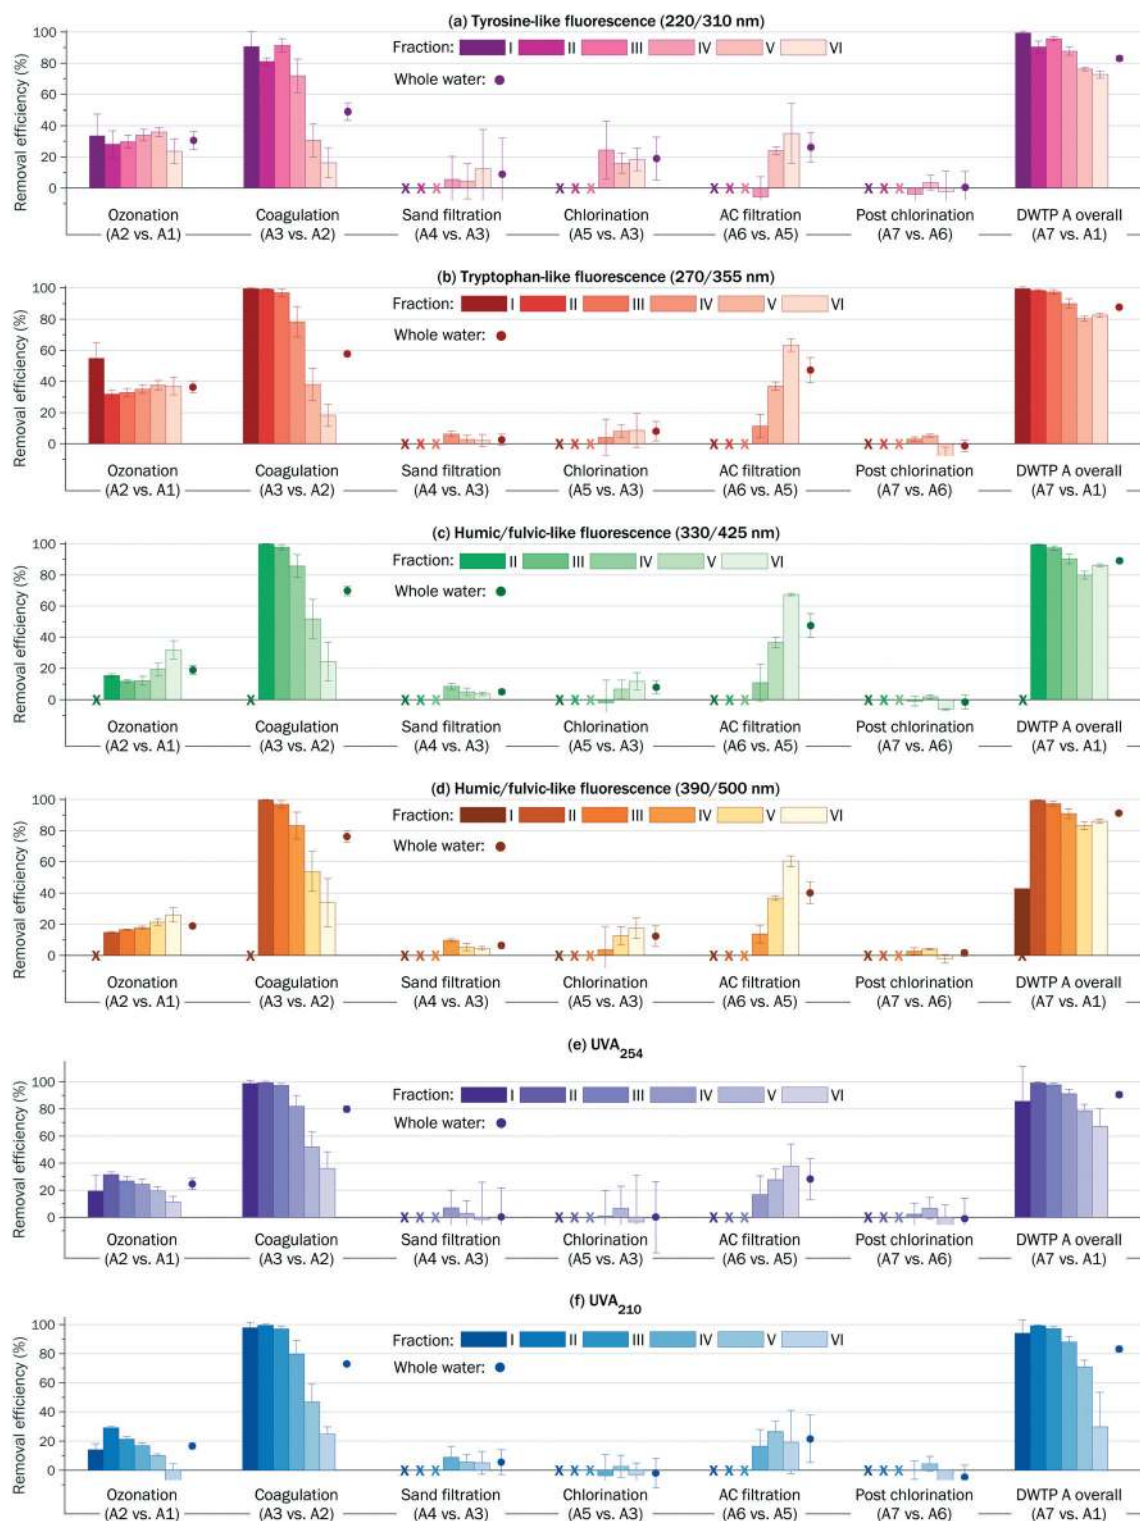 (a) Tyrosine-like fluorescence (220/310 nm)
Removal efficiency (%)
100
80
60
40
20
0
Fraction: I II III IV V VI
Whole water:
X X X X X X X X X X X X
Ozonation Coagulation Sand filtration Chlorination AC filtration Post chlorination DWTP A overall
(A2 vs. A1) (A3 vs. A2) (A4 vs. A3) (A5 vs. A3) (A6 vs. A5) (A7 vs. A6) (A7 vs. A1)
(b) Tryptophan-like fluorescence (270/355 nm)
Removal efficiency (%)
100
80
60
40
20
0
Fraction: I II III IV V VI
Whole water:
X X X X X X X X X X X X
Ozonation Coagulation Sand filtration Chlorination AC filtration Post chlorination DWTP A overall
(A2 vs. A1) (A3 vs. A2) (A4 vs. A3) (A5 vs. A3) (A6 vs. A5) (A7 vs. A6) (A7 vs. A1)
(c) Humic/fulvic-like fluorescence (330/425 nm)
Removal efficiency (%)
100
80
60
40
20
0
Fraction: II III IV V VI
Whole water:
X X X X X X X X X X X X X X X
Ozonation Coagulation Sand filtration Chlorination AC filtration Post chlorination DWTP A overall
(A2 vs. A1) (A3 vs. A2) (A4 vs. A3) (A5 vs. A3) (A6 vs. A5) (A7 vs. A6) (A7 vs. A1)
(d) Humic/fulvic-like fluorescence (390/500 nm)
Removal efficiency (%)
100
80
60
40
20
0
Fraction: I II III IV V VI
Whole water:
X X X X X X X X X X X X X X X
Ozonation Coagulation Sand filtration Chlorination AC filtration Post chlorination DWTP A overall
(A2 vs. A1) (A3 vs. A2) (A4 vs. A3) (A5 vs. A3) (A6 vs. A5) (A7 vs. A6) (A7 vs. A1)
(e) UVA254
Removal efficiency (%)
100
80
60
40
20
0
Fraction: I II III IV V VI
Whole water:
X X X X X X X X X X X X
Ozonation Coagulation Sand filtration Chlorination AC filtration Post chlorination DWTP A overall
(A2 vs. A1) (A3 vs. A2) (A4 vs. A3) (A5 vs. A3) (A6 vs. A5) (A7 vs. A6) (A7 vs. A1)
(f) UVA210
Removal efficiency (%)
100
80
60
40
20
0
Fraction: I II III IV V VI
Whole water:
X X X X X X X X X X X X
Ozonation Coagulation Sand filtration Chlorination AC filtration Post chlorination DWTP A overall
(A2 vs. A1) (A3 vs. A2) (A4 vs. A3) (A5 vs. A3) (A6 vs. A5) (A7 vs. A6) (A7 vs. A1)